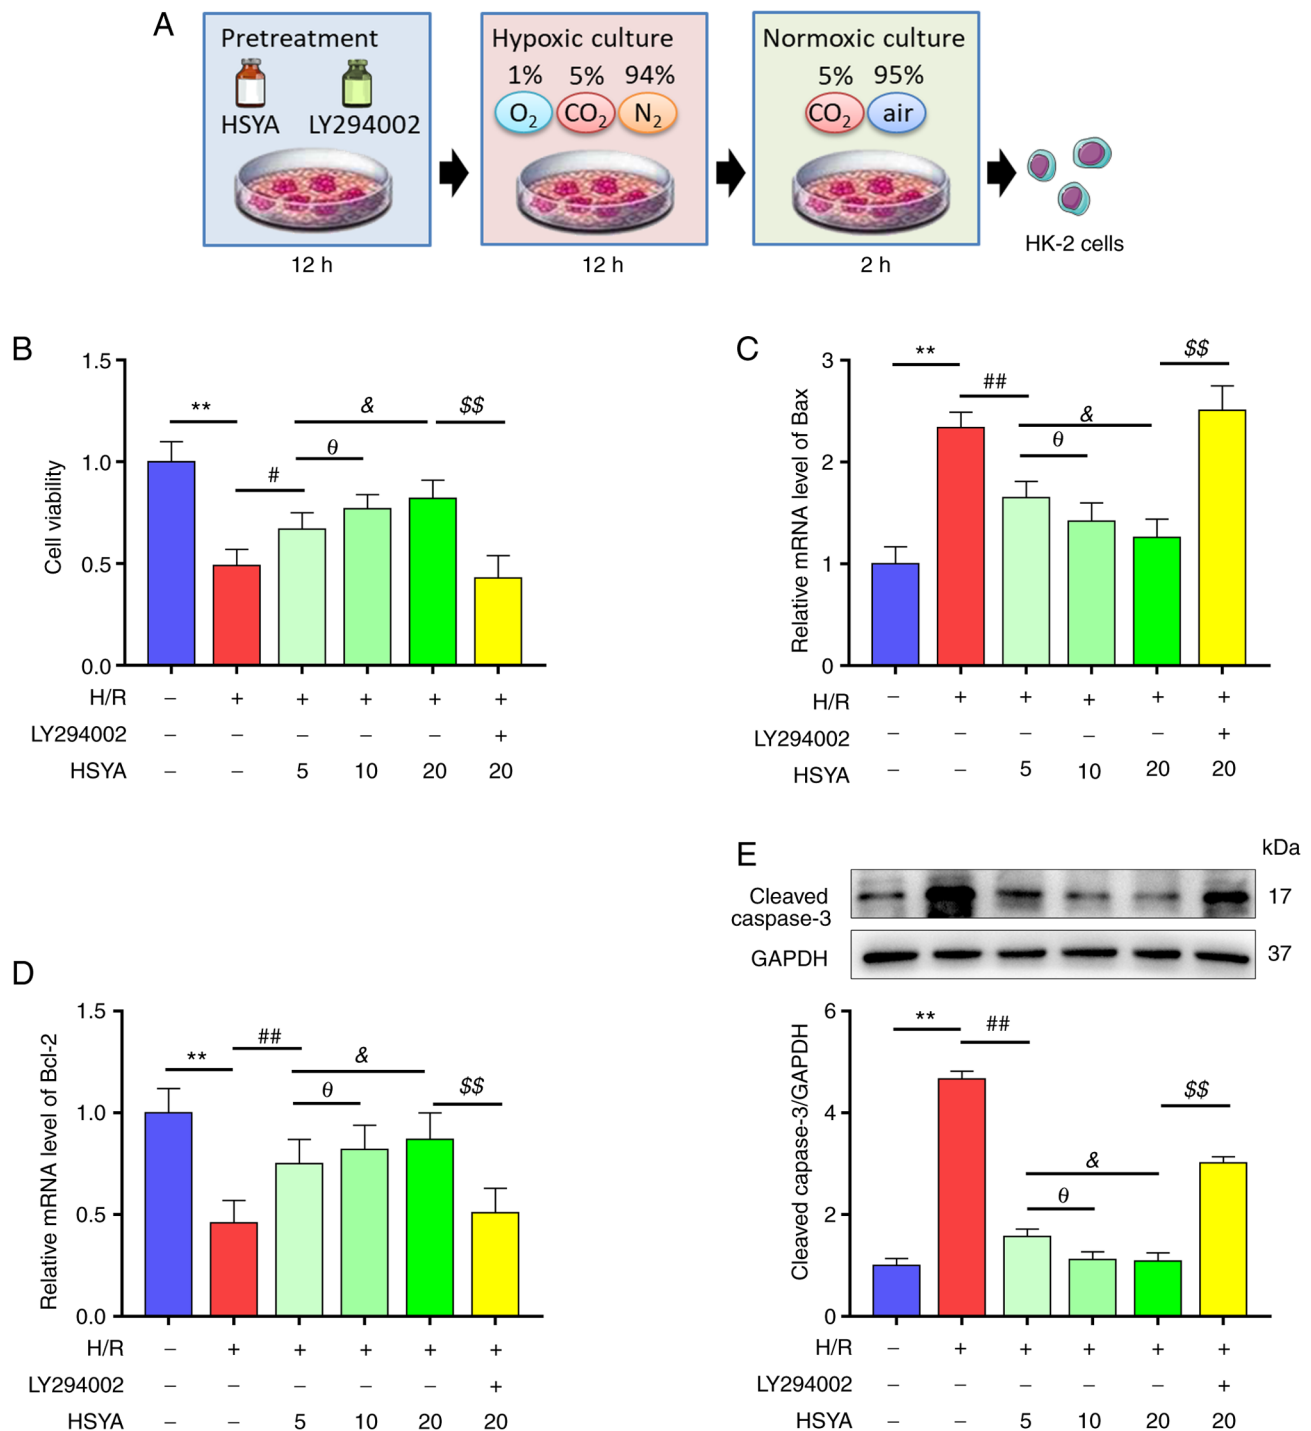 A
Pretreatment
HSYA LY294002
12 h
Hypoxic culture
1% 5% 94%
O2 CO2 N2
12 h
Normoxic culture
5% 95%
CO2 air
2 h
HK-2 cells
B
Cell viability
1.5
1.0
0.5
0.0
** # & θ $$
H/R − + + + + +
LY294002 − − − − − +
HSYA − − 5 10 20 20
C
Relative mRNA level of Bax
3
2
1
0
** ## & θ $$
H/R − + + + + +
LY294002 − − − − − +
HSYA − − 5 10 20 20
D
Relative mRNA level of Bcl-2
1.5
1.0
0.5
0.0
** ## & θ $$
H/R − + + + + +
LY294002 − − − − − +
HSYA − − 5 10 20 20
E
kDa
Cleaved
caspase-3
17
GAPDH
37
Cleaved capase-3/GAPDH
6
4
2
0
** ## & θ $$
H/R − + + + + +
LY294002 − − − − − +
HSYA − − 5 10 20 20